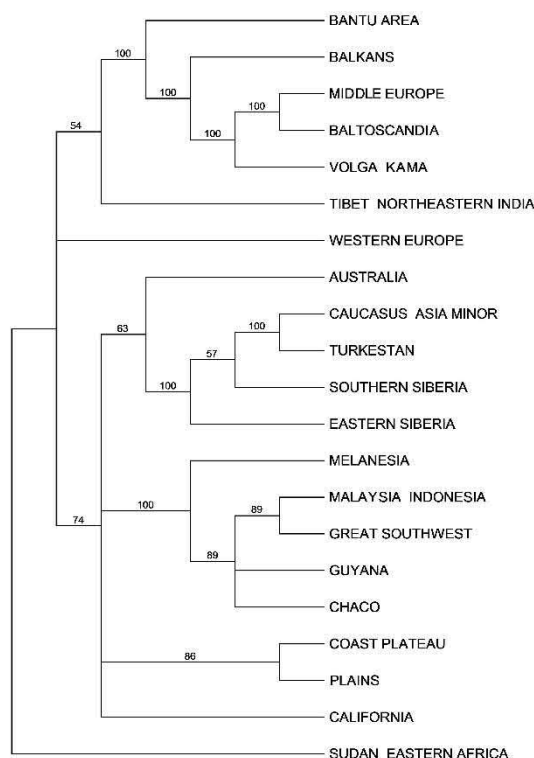 BANTU AREA
100
BALKANS
100
MIDDLE EUROPE
100
BALTOSCANDIA
54
100
VOLGA KAMA
TIBET NORTHEASTERN INDIA
WESTERN EUROPE
AUSTRALIA
63
CAUCASUS ASIA MINOR
100
57
TURKESTAN
100
SOUTHERN SIBERIA
EASTERN SIBERIA
MELANESIA
MALAYSIA INDONESIA
100
89
74
GREAT SOUTHWEST
89
GUYANA
CHACO
COAST PLATEAU
86
PLAINS
CALIFORNIA
SUDAN EASTERN AFRICA